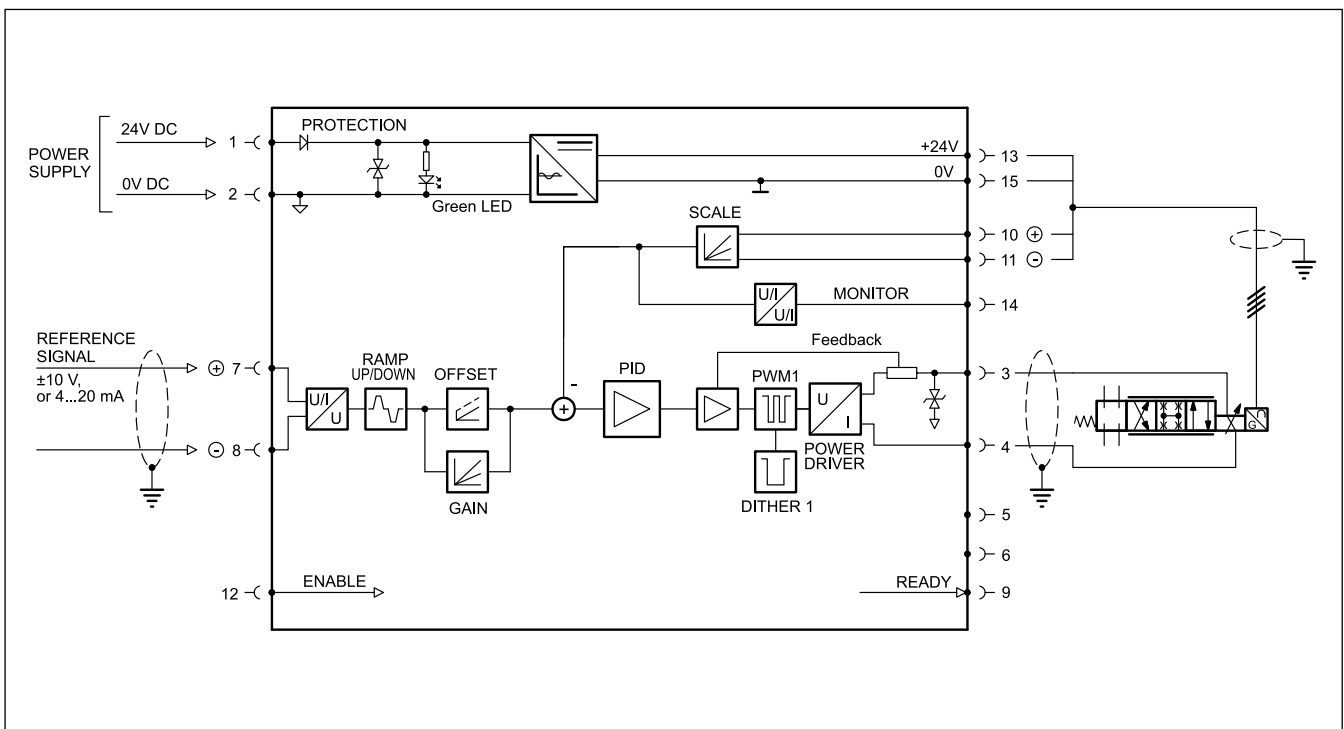 POWER
SUPPLY
24V DC
0V DC
1
2
PROTECTION
Green LED
+24V
0V
13
15
SCALE
10 +
11 -
U/I
U/I
MONITOR
14
REFERENCE
SIGNAL
±10 V,
or 4...20 mA
+ 7
- 8
U/I
U
RAMP
UP/DOWN
OFFSET
GAIN
-
+
PID
Feedback
PWM1
U
I
POWER
DRIVER
DITHER 1
3
4
G
5
6
12
ENABLE
READY
9